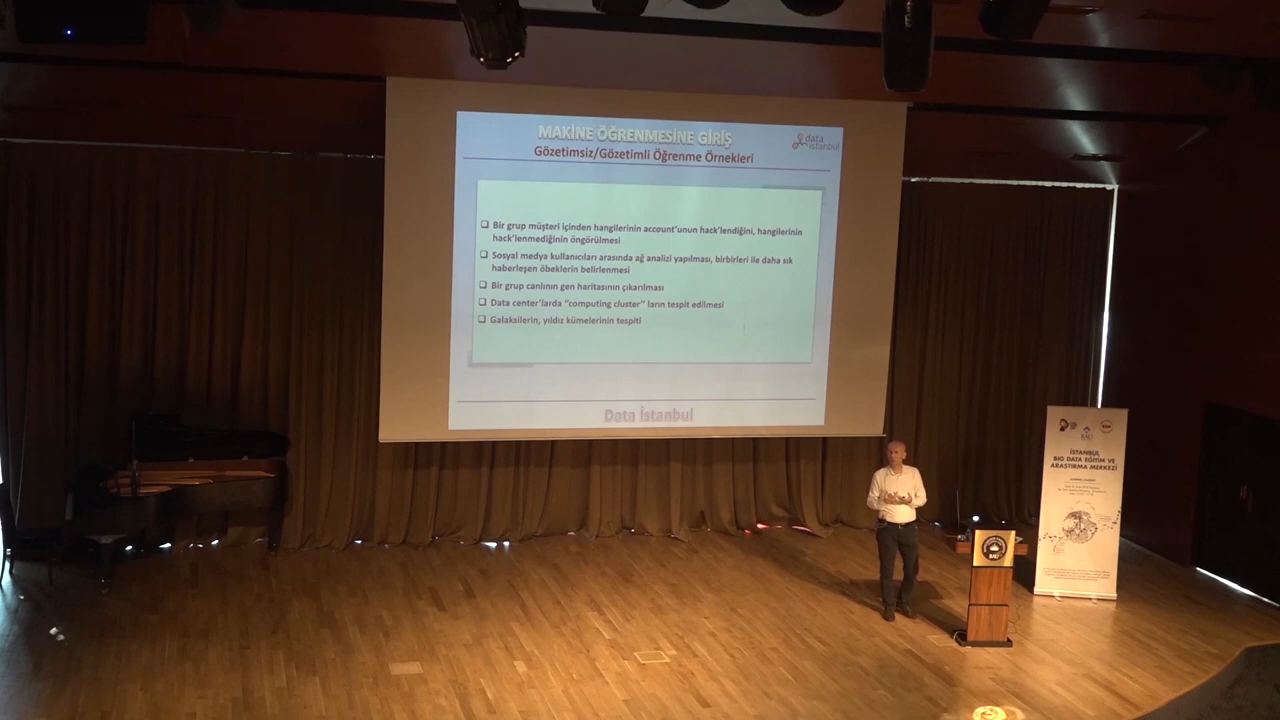 MAKİNE ÖĞRENMESİNE GİRİŞ
data
istanbul
Gözetimsiz/Gözetimli Öğrenme Örnekleri
Bir grup müşteri içinden hangilerinin account'unun hack'lendiğini, hangilerinin
hack'lenmediğinin öngörülmesi
Sosyal medya kullanıcıları arasında ağ analizi yapılması, birbirleri ile daha sık
haberleşen öbeklerin belirlenmesi
Bir grup canlının gen haritasının çıkarılması
Data center'larda "computing cluster" ların tespit edilmesi
Galaksilerin, yıldız kümelerinin tespiti
Data İstanbul
BAU
İSTANBUL
BIG DATA EĞİTİM VE
ARAŞTIRMA MERKEZİ
BAU